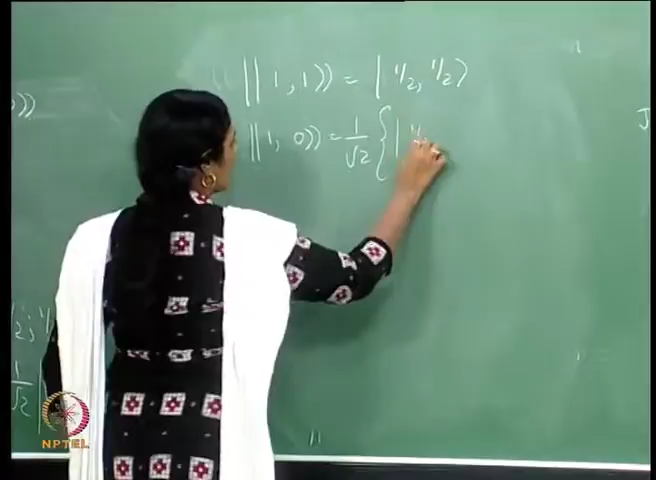 || 1, 1⟩⟩ = | 1/2, 1/2⟩
|| 1, 0⟩⟩ = 1/√2 { |
⟩⟩
J
1/√2
NPTEL